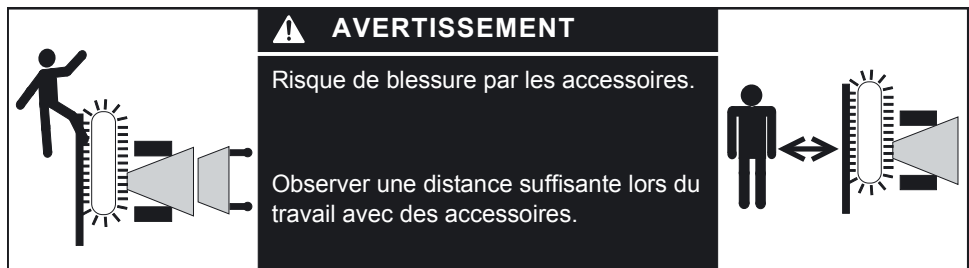 AVERTISSEMENT
Risque de blessure par les accessoires.
Observer une distance suffisante lors du
travail avec des accessoires.